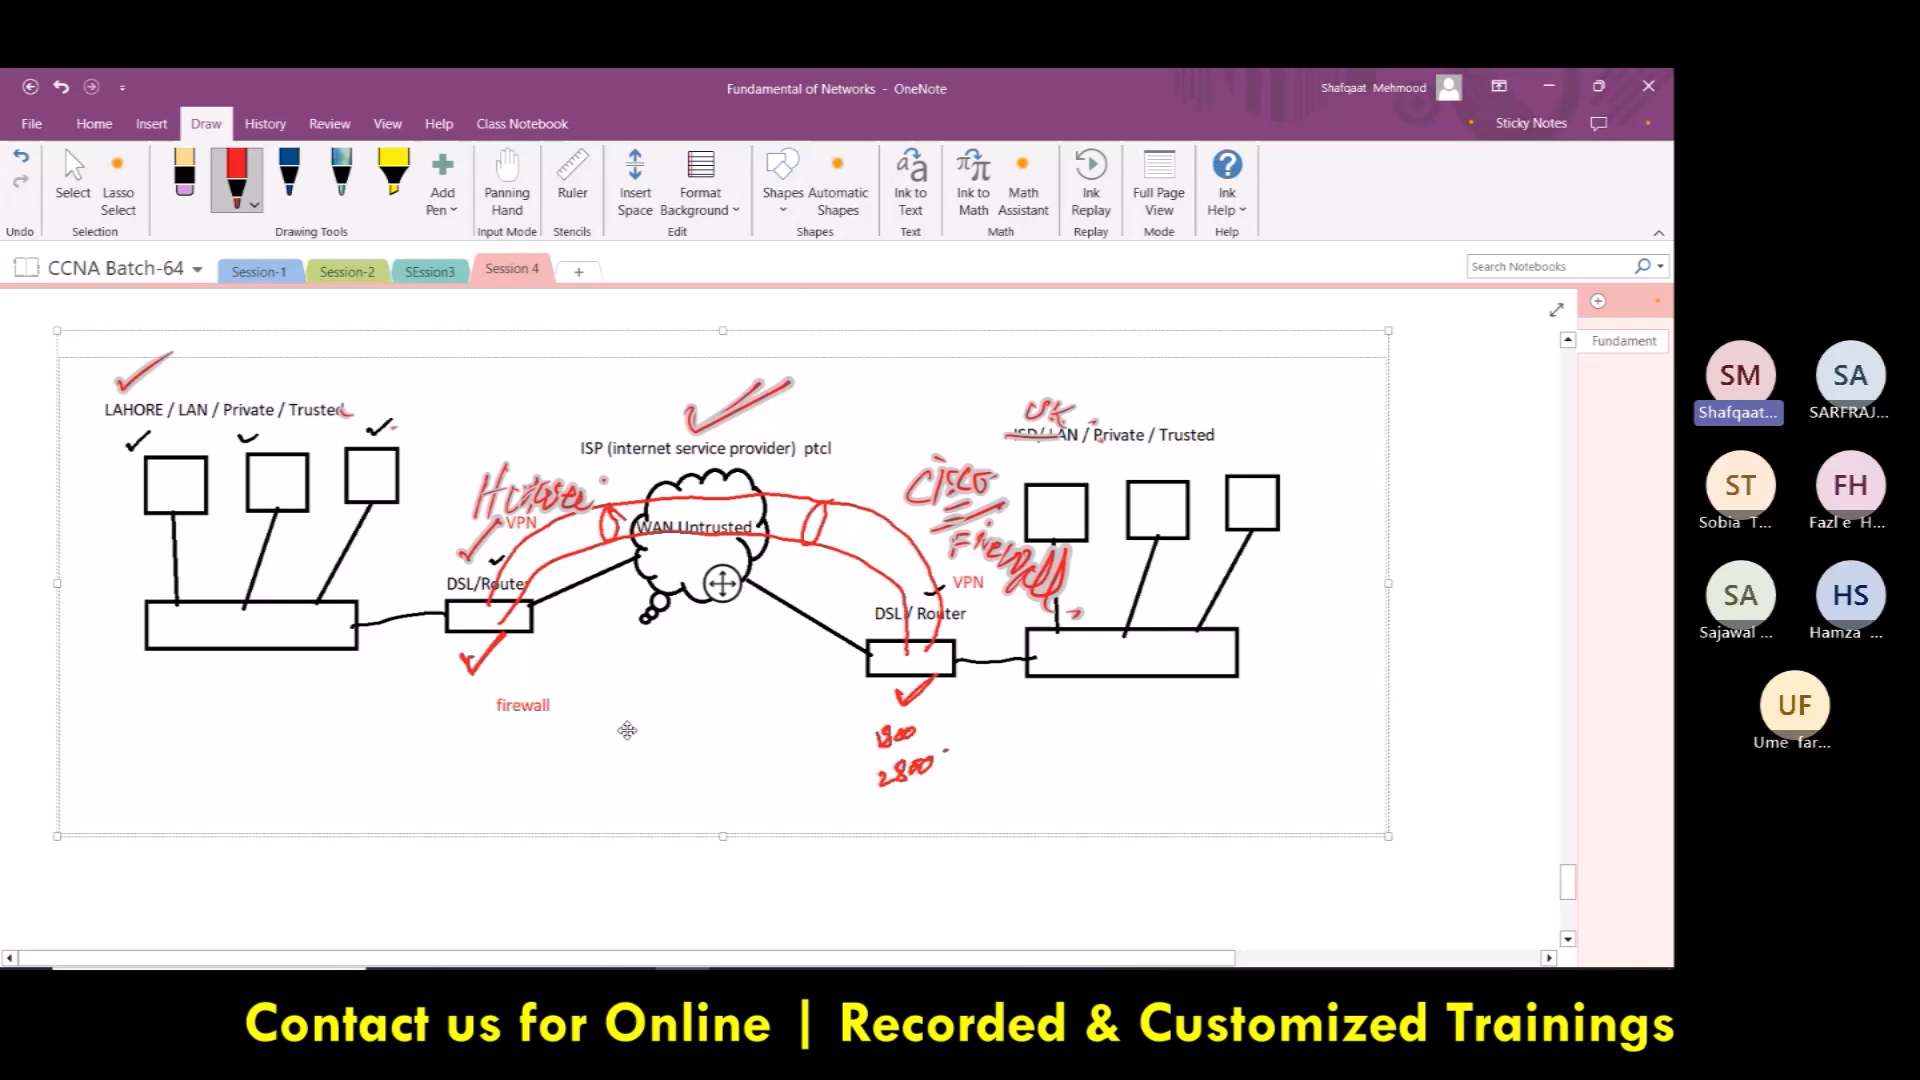 Fundamental of Networks - OneNote
Shafqaat Mehmood
File Home Insert Draw History Review View Help Class Notebook
Sticky Notes
Select
Lasso Select
Add Pen
Panning Hand
Ruler
Insert Space
Format Background
Shapes
Automatic Shapes
Ink to Text
Ink to Math
Math Assistant
Ink Replay
Full Page View
Ink Help
Undo Selection Drawing Tools Input Mode Stencils Edit Shapes Text Math Replay Mode Help
CCNA Batch-64
Session-1 Session-2 SEssion3 Session 4
Search Notebooks
Fundament
LAHORE / LAN / Private / Trusted
ISP (internet service provider) ptcl
UK
ISP/ LAN / Private / Trusted
Cisco
Firewall
VPN
WAN Untrusted
DSL/Router
VPN
DSL / Router
firewall
1800
2800
SM
Shafqaat...
SA
SARFRAJ...
ST
Sobia T...
FH
Fazl e H...
SA
Sajawal ...
HS
Hamza ...
UF
Ume far...
Contact us for Online | Recorded & Customized Trainings